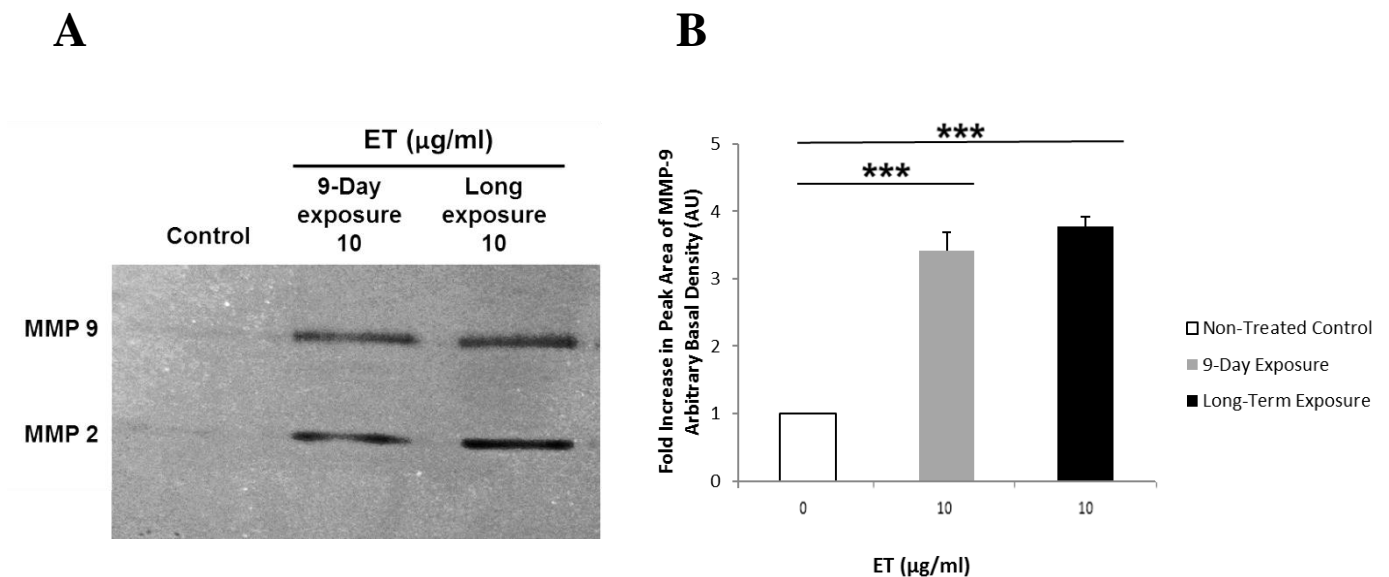 A
ET (µg/ml)
9-Day
exposure
10
Long
exposure
10
Control
MMP 9
MMP 2
B
***
***
Fold Increase in Peak Area of MMP-9
Arbitrary Basal Density (AU)
5
4
3
2
1
0
0
10
10
ET (µg/ml)
Non-Treated Control
9-Day Exposure
Long-Term Exposure